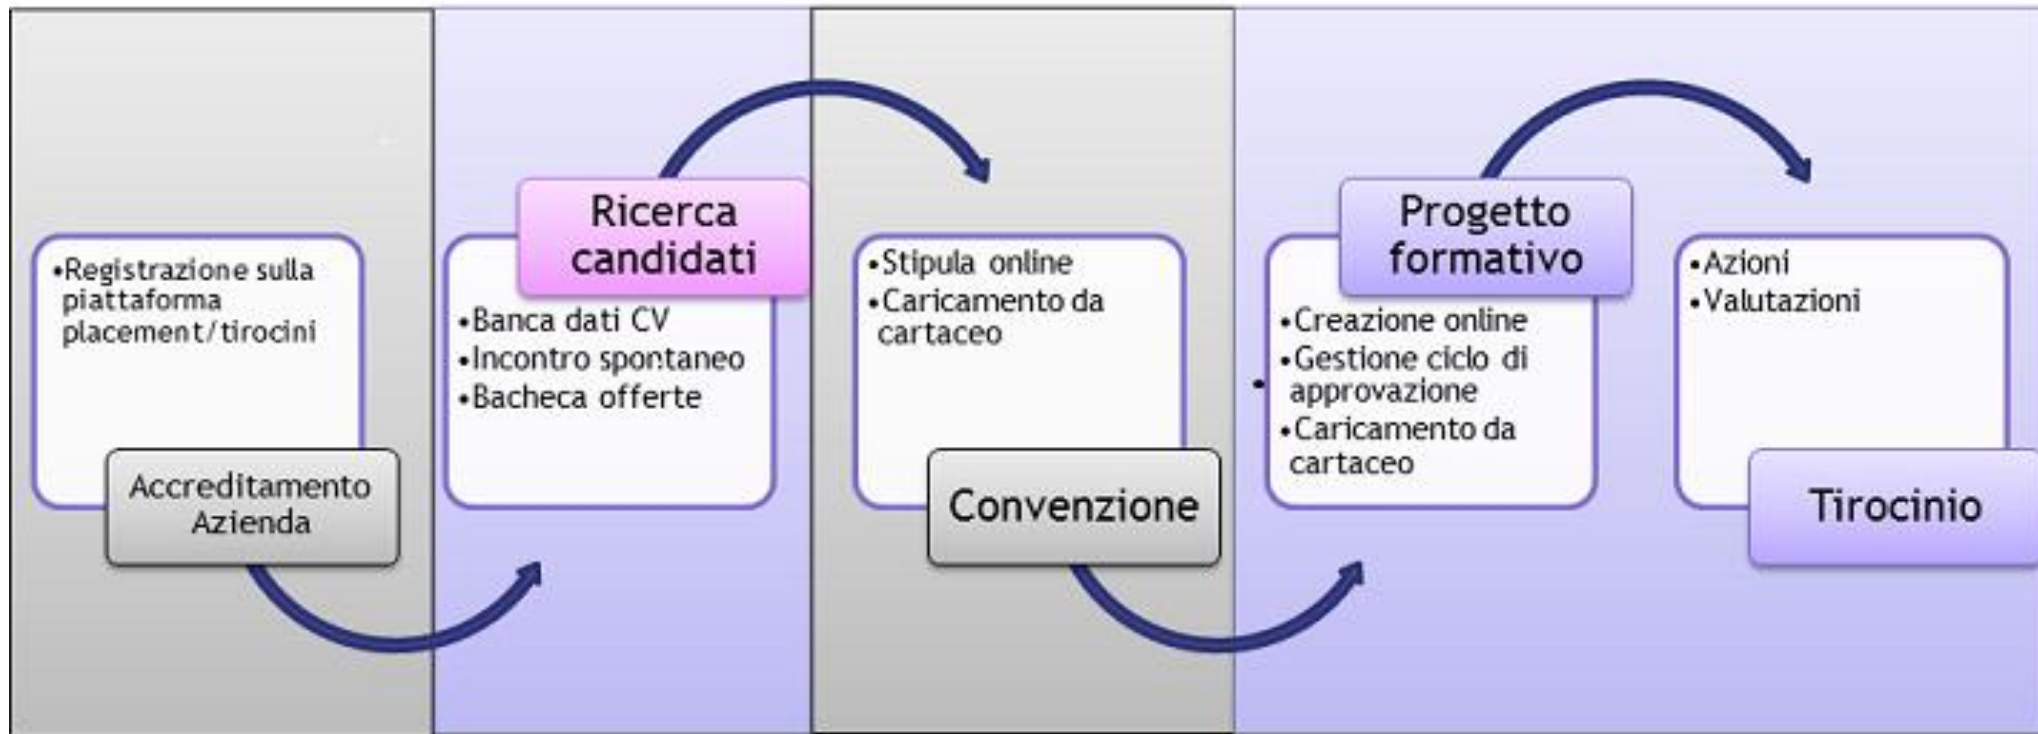 •Registrazione sulla
piattaforma
placement/tirocini
Accreditamento
Azienda
Ricerca
candidati
•Banca dati CV
•Incontro spontaneo
•Bacheca offerte
•Stipula online
•Caricamento da
cartaceo
Convenzione
Progetto
formativo
•Creazione online
•Gestione ciclo di
approvazione
•Caricamento da
cartaceo
•Azioni
•Valutazioni
Tirocinio